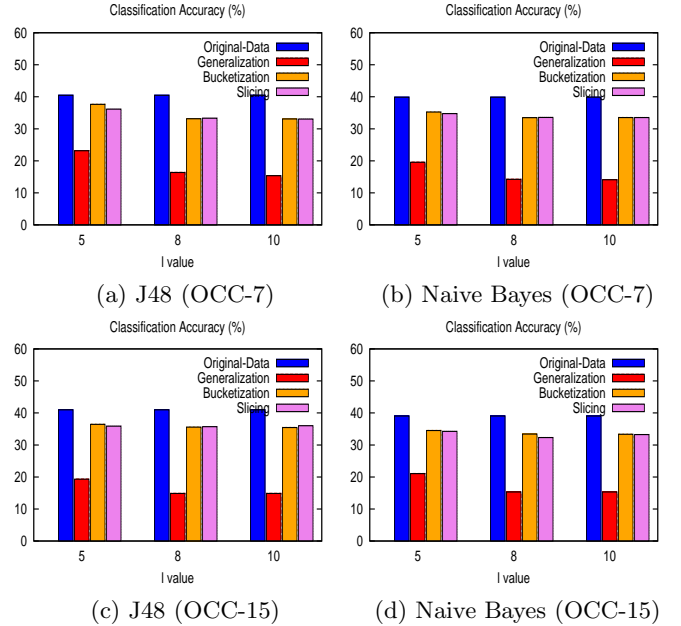 Classification Accuracy (%)
60
50
40
30
20
10
0
Original-Data
Generalization
Bucketization
Slicing
5 8 10
l value
(a) J48 (OCC-7)
Classification Accuracy (%)
60
50
40
30
20
10
0
Original-Data
Generalization
Bucketization
Slicing
5 8 10
l value
(b) Naive Bayes (OCC-7)
Classification Accuracy (%)
60
50
40
30
20
10
0
Original-Data
Generalization
Bucketization
Slicing
5 8 10
l value
(c) J48 (OCC-15)
Classification Accuracy (%)
60
50
40
30
20
10
0
Original-Data
Generalization
Bucketization
Slicing
5 8 10
l value
(d) Naive Bayes (OCC-15)